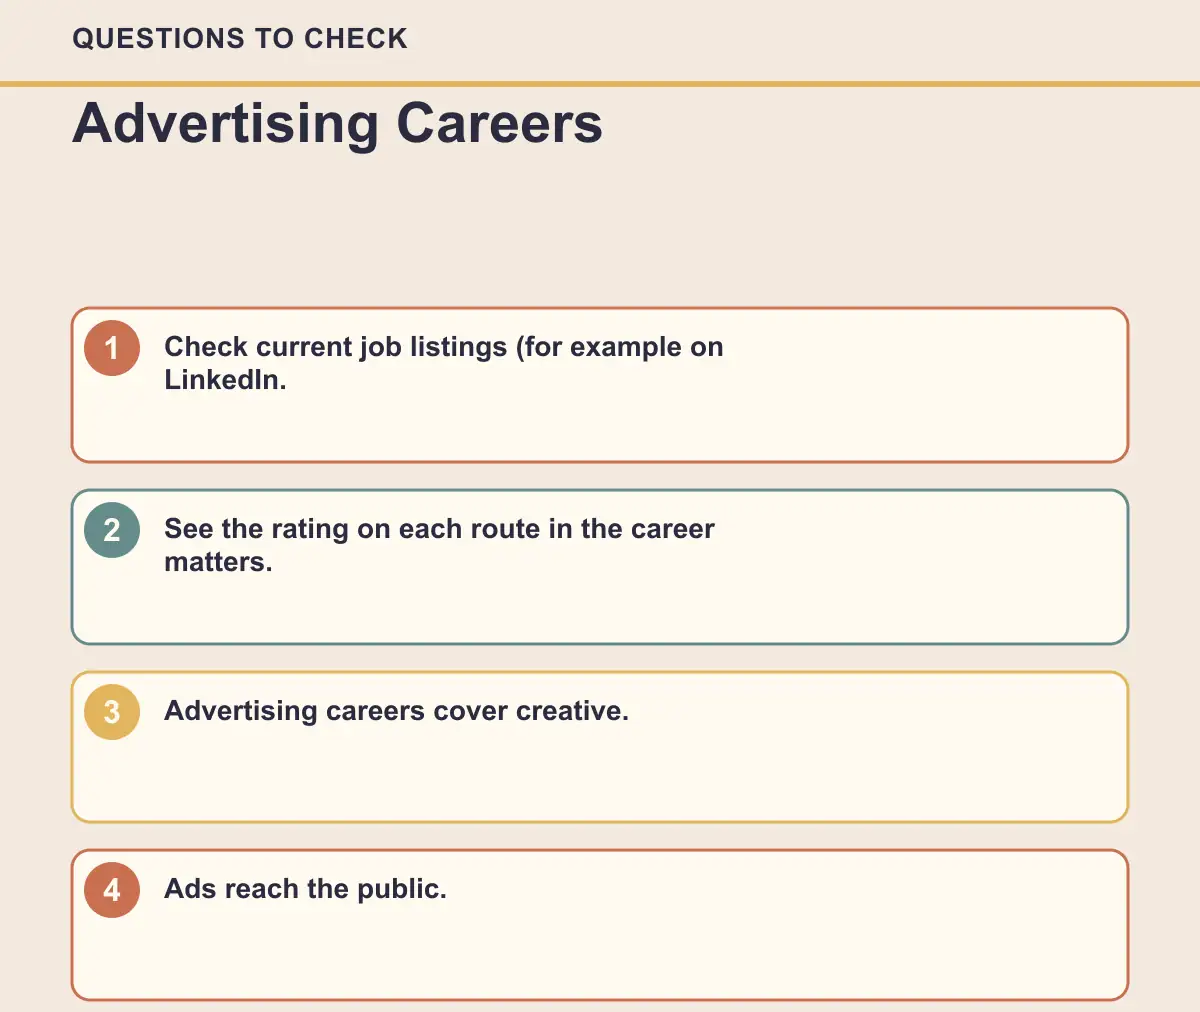 QUESTIONS TO CHECK
Advertising Careers
1
Check current job listings (for example on
LinkedIn.
2
See the rating on each route in the career
matters.
3
Advertising careers cover creative.
4
Ads reach the public.